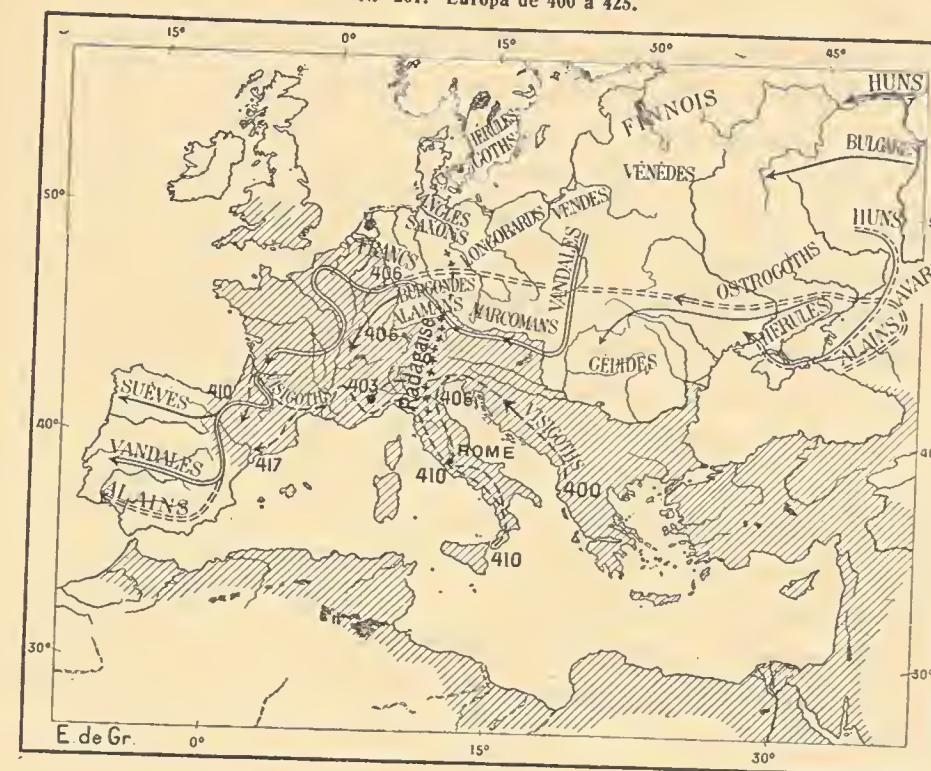 Europa de 400 à 425.
15°
0°
15°
30°
45°
HUNS
FINNOIS
BULGARES
HÉRULES
GOTHS
VÉNÈDES
50°
HUNS
ANGLES
SAXONS
LONGOBARDS
VENDES
FRANCS
406
VANDALES
OSTROGOTHS
AVARS
BURGONDES
ALAMANS
MARCOMANS
HÉRULES
ALAINS
406
Radagaise
GÉPIDES
SUÈVES
410
403
406
40°
VISIGOTHS
ROME
VANDALES
417
410
400
ALAINS
410
30°
30°
E. de Gr.
0°
15°
30°